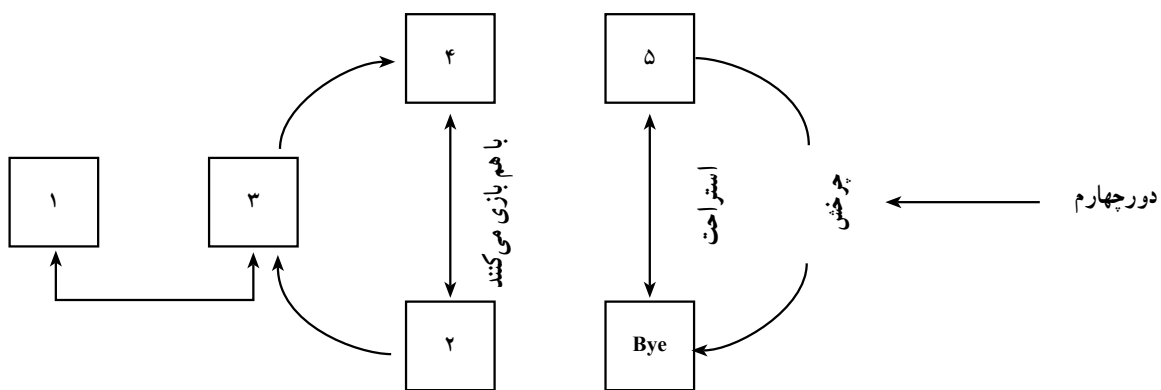 ۴
۵
با هم بازی می‌کنند
استراحت
چرخش
دورچهارم
۱
۳
۲
Bye